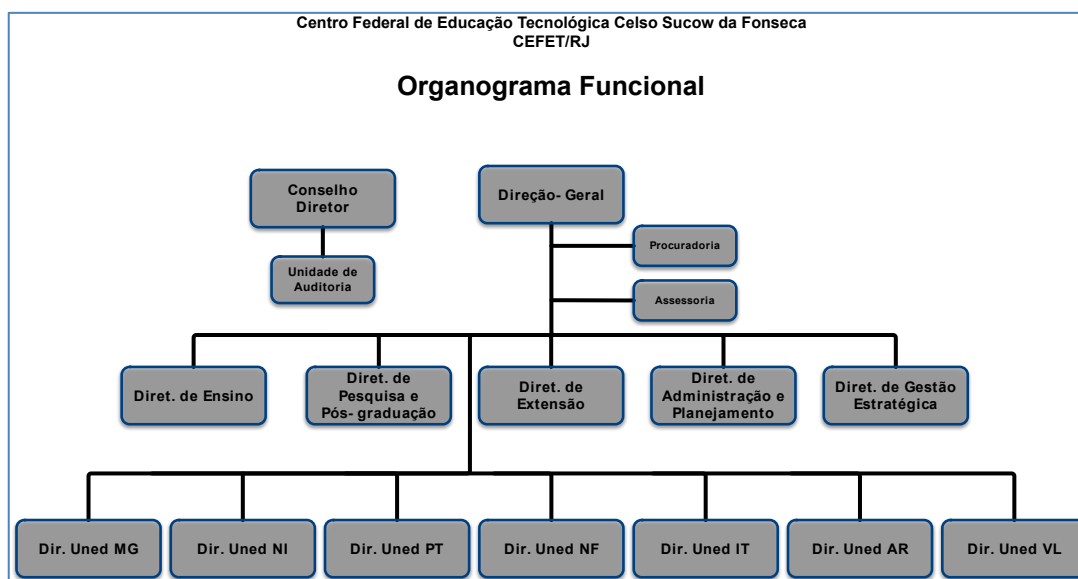 Centro Federal de Educação Tecnológica Celso Sucow da Fonseca
CEFET/RJ
Organograma Funcional
Conselho
Diretor
Direção- Geral
Procuradoria
Unidade de
Auditoria
Assessoria
Diret. de Ensino
Diret. de
Pesquisa e
Pós- graduação
Diret. de
Extensão
Diret. de
Administração e
Planejamento
Diret. de Gestão
Estratégica
Dir. Uned MG
Dir. Uned NI
Dir. Uned PT
Dir. Uned NF
Dir. Uned IT
Dir. Uned AR
Dir. Uned VL